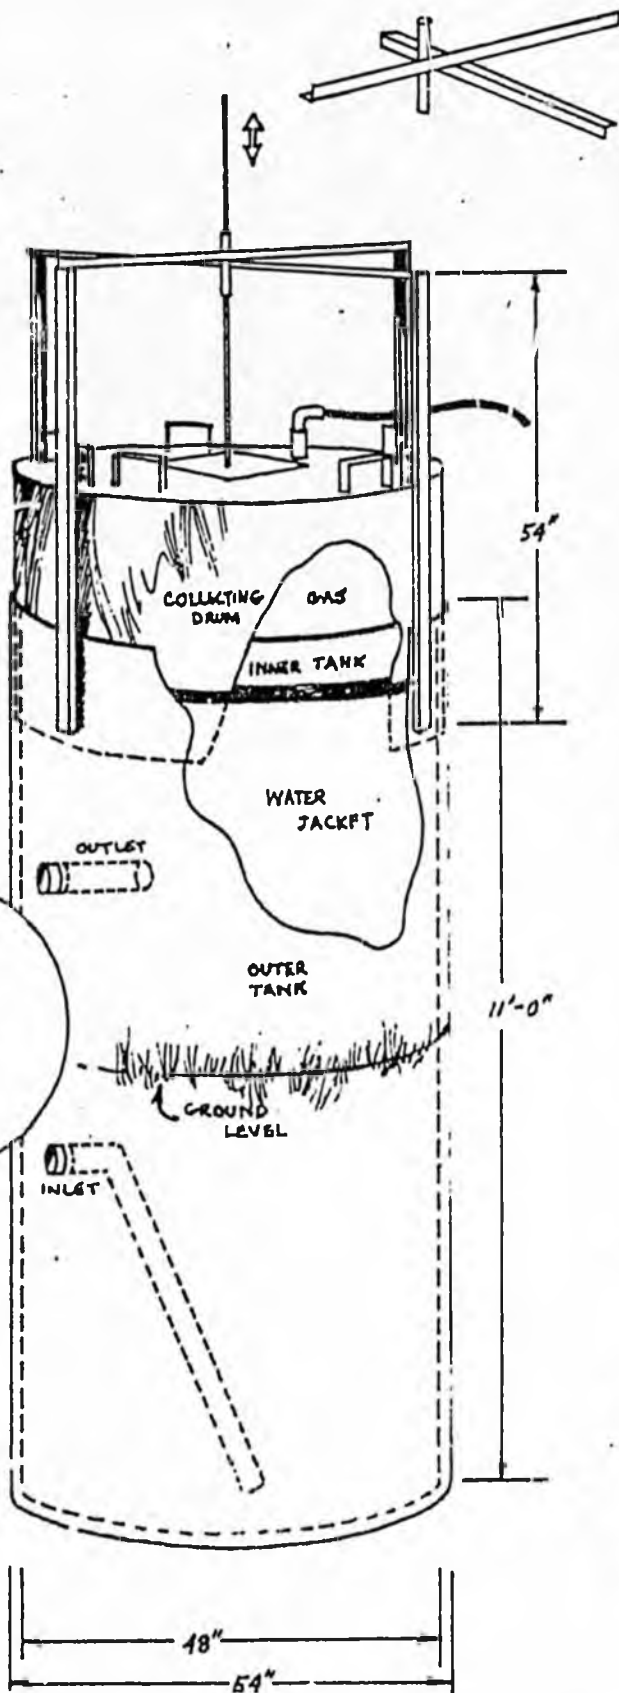 54"
COLLECTING
DRUM
GAS
INNER TANK
WATER
JACKET
OUTLET
OUTER
TANK
11'-0"
GROUND
LEVEL
INLET
48"
54"